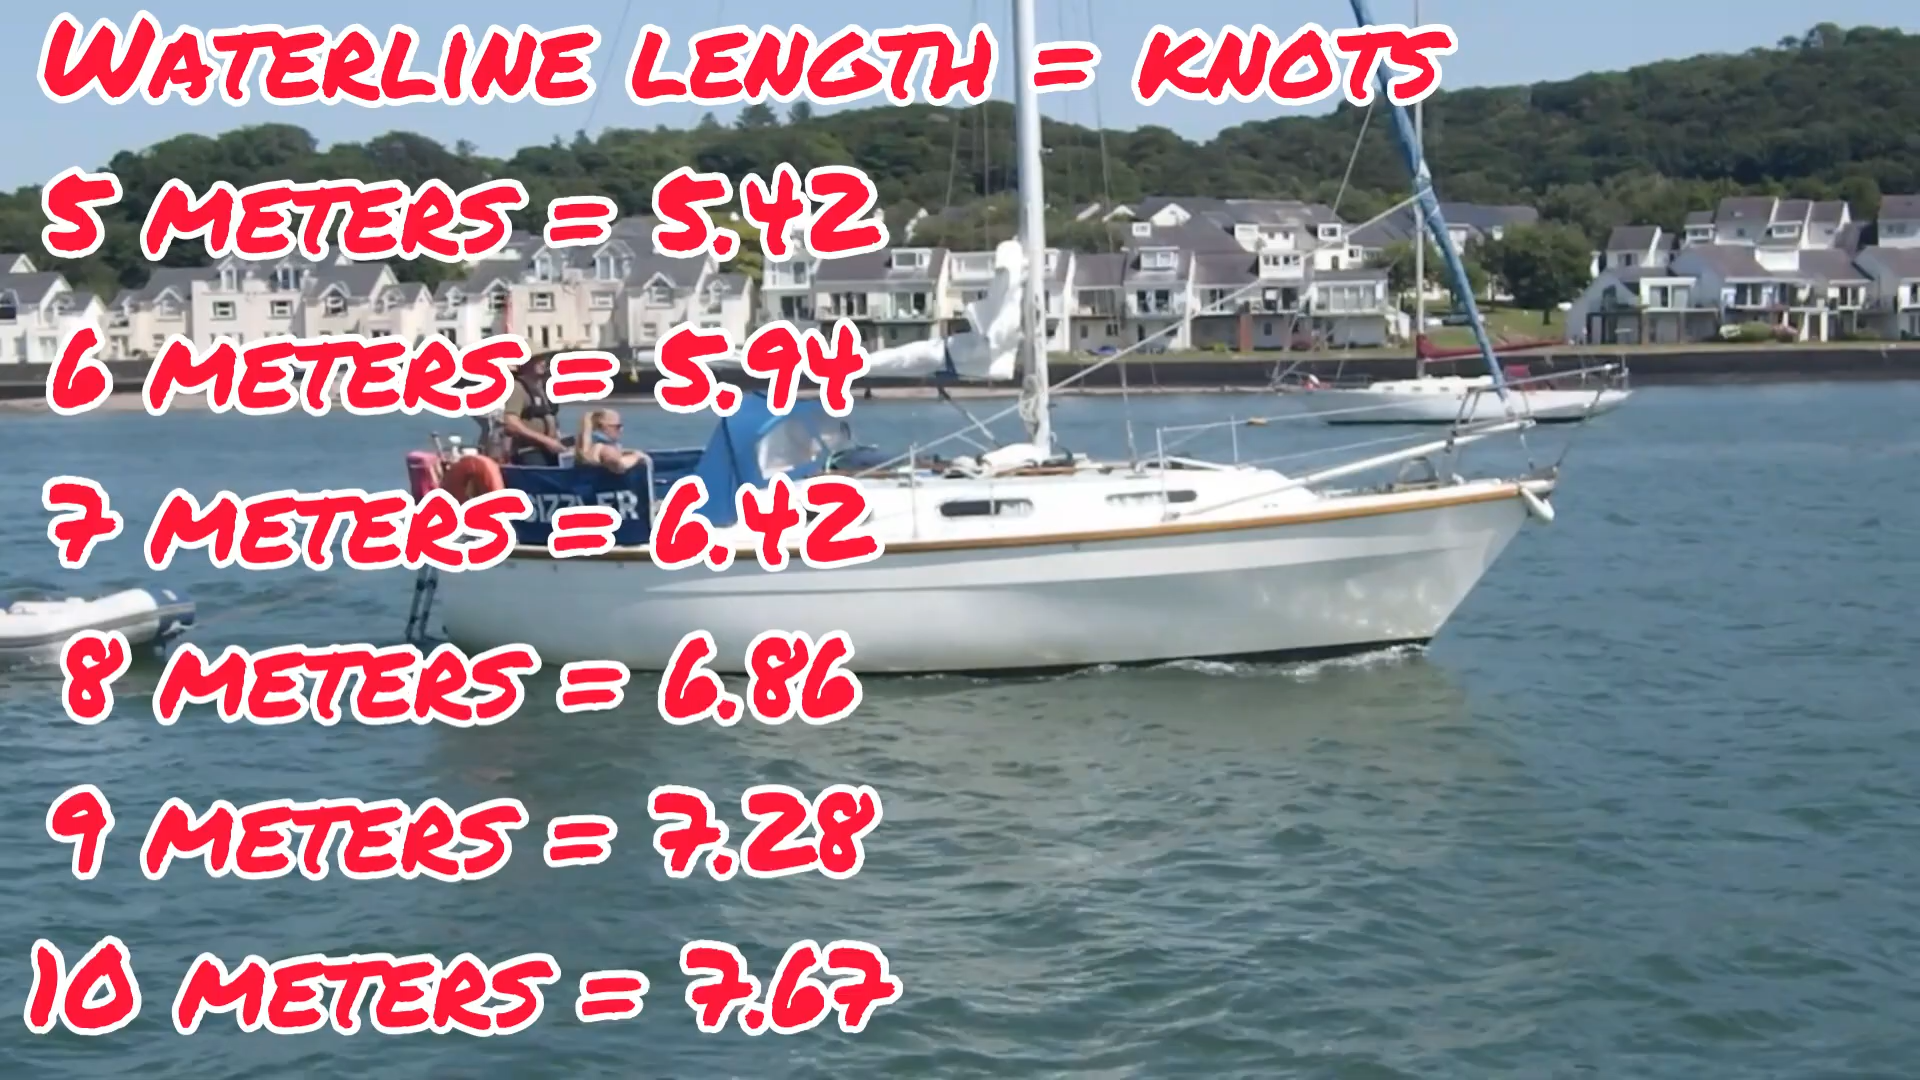 Waterline length = knots
5 meters = 5.42
6 meters = 5.94
7 meters = 6.42
8 meters = 6.86
9 meters = 7.28
10 meters = 7.67